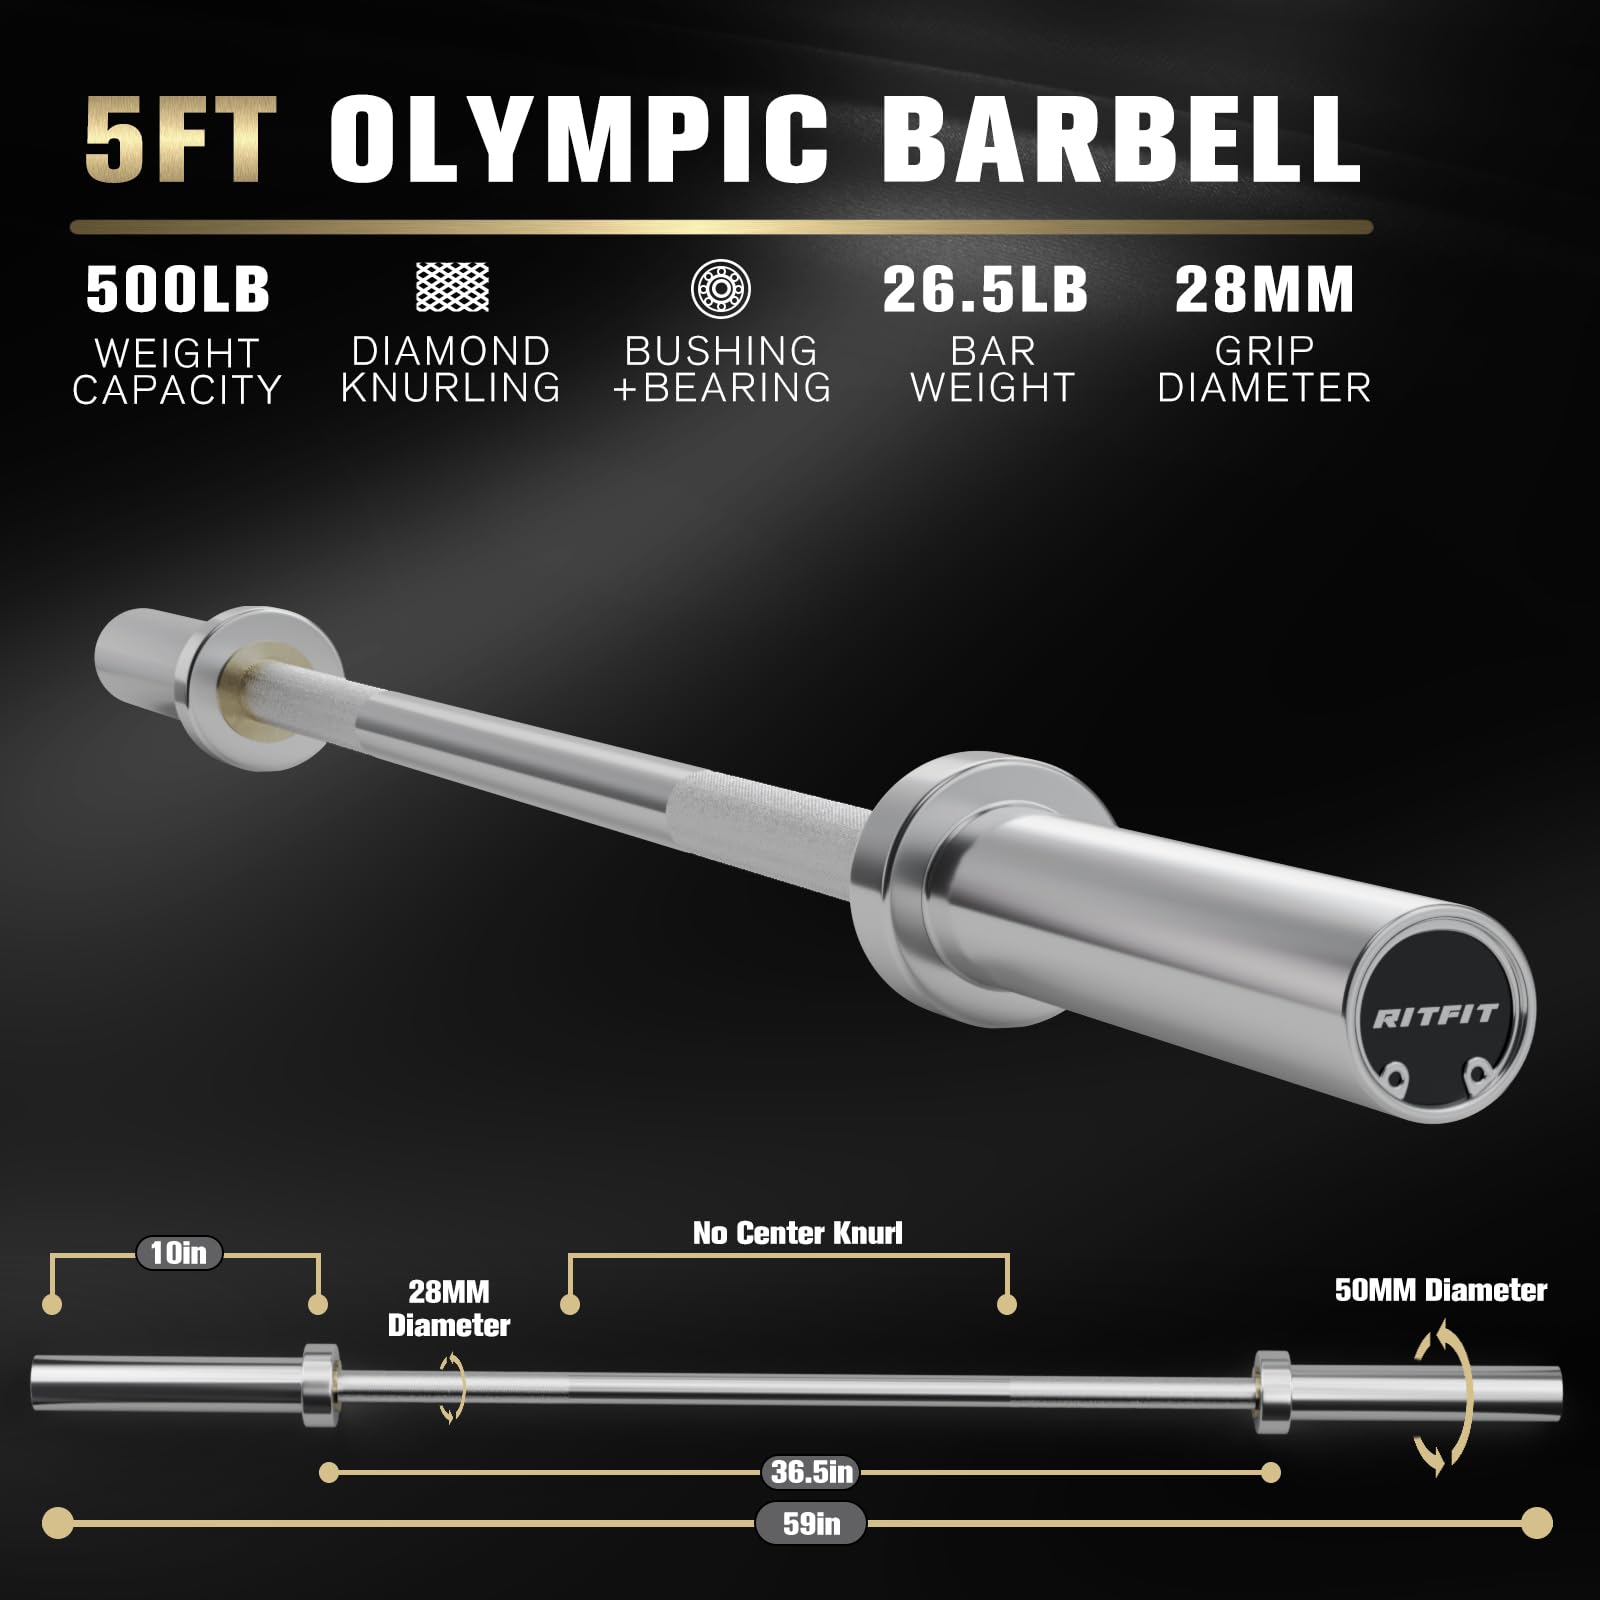 5FT OLYMPIC BARBELL
500LB
WEIGHT
CAPACITY
DIAMOND
KNURLING
BUSHING
+BEARING
26.5LB
BAR
WEIGHT
28MM
GRIP
DIAMETER
RITFIT
No Center Knurl
10in
28MM
Diameter
50MM Diameter
36.5in
59in